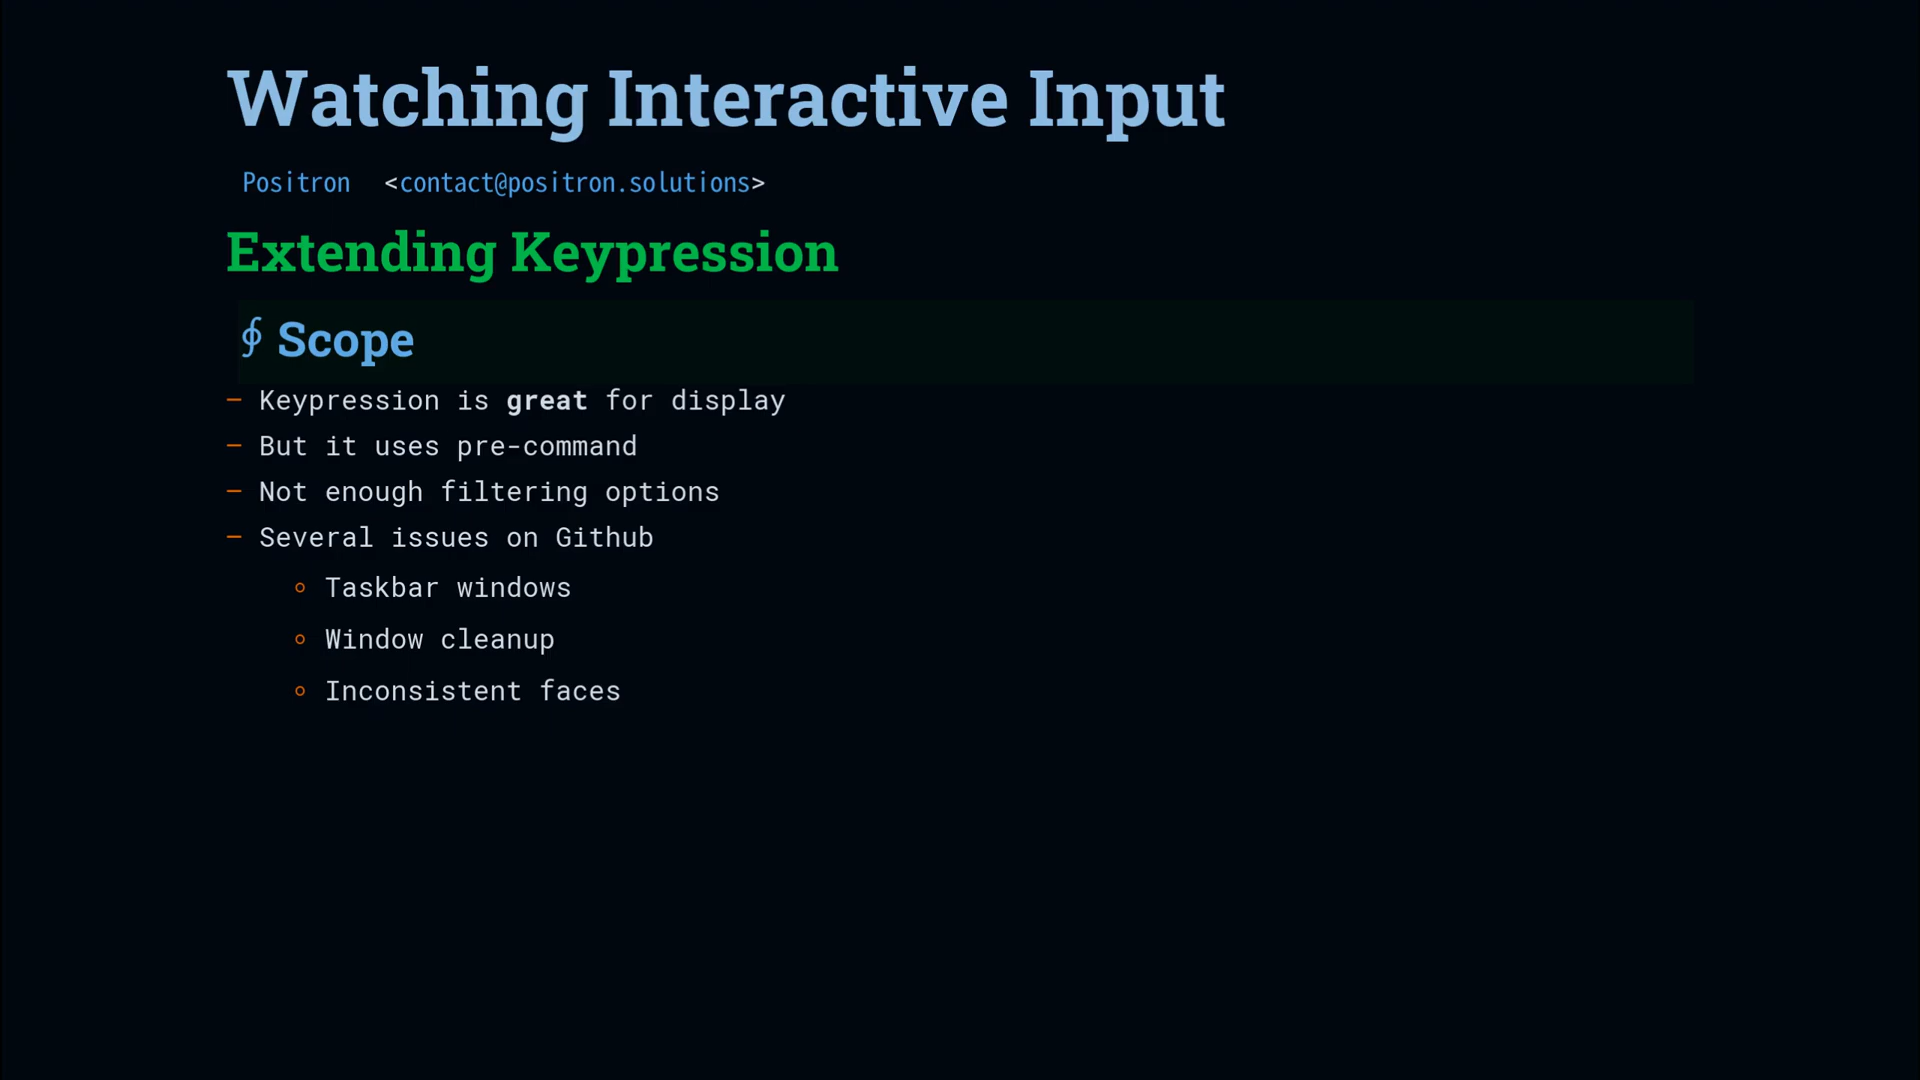 Watching Interactive Input
Positron <contact@positron.solutions>
Extending Keypression
∮ Scope
– Keypression is great for display
– But it uses pre-command
– Not enough filtering options
– Several issues on Github
∘ Taskbar windows
∘ Window cleanup
∘ Inconsistent faces